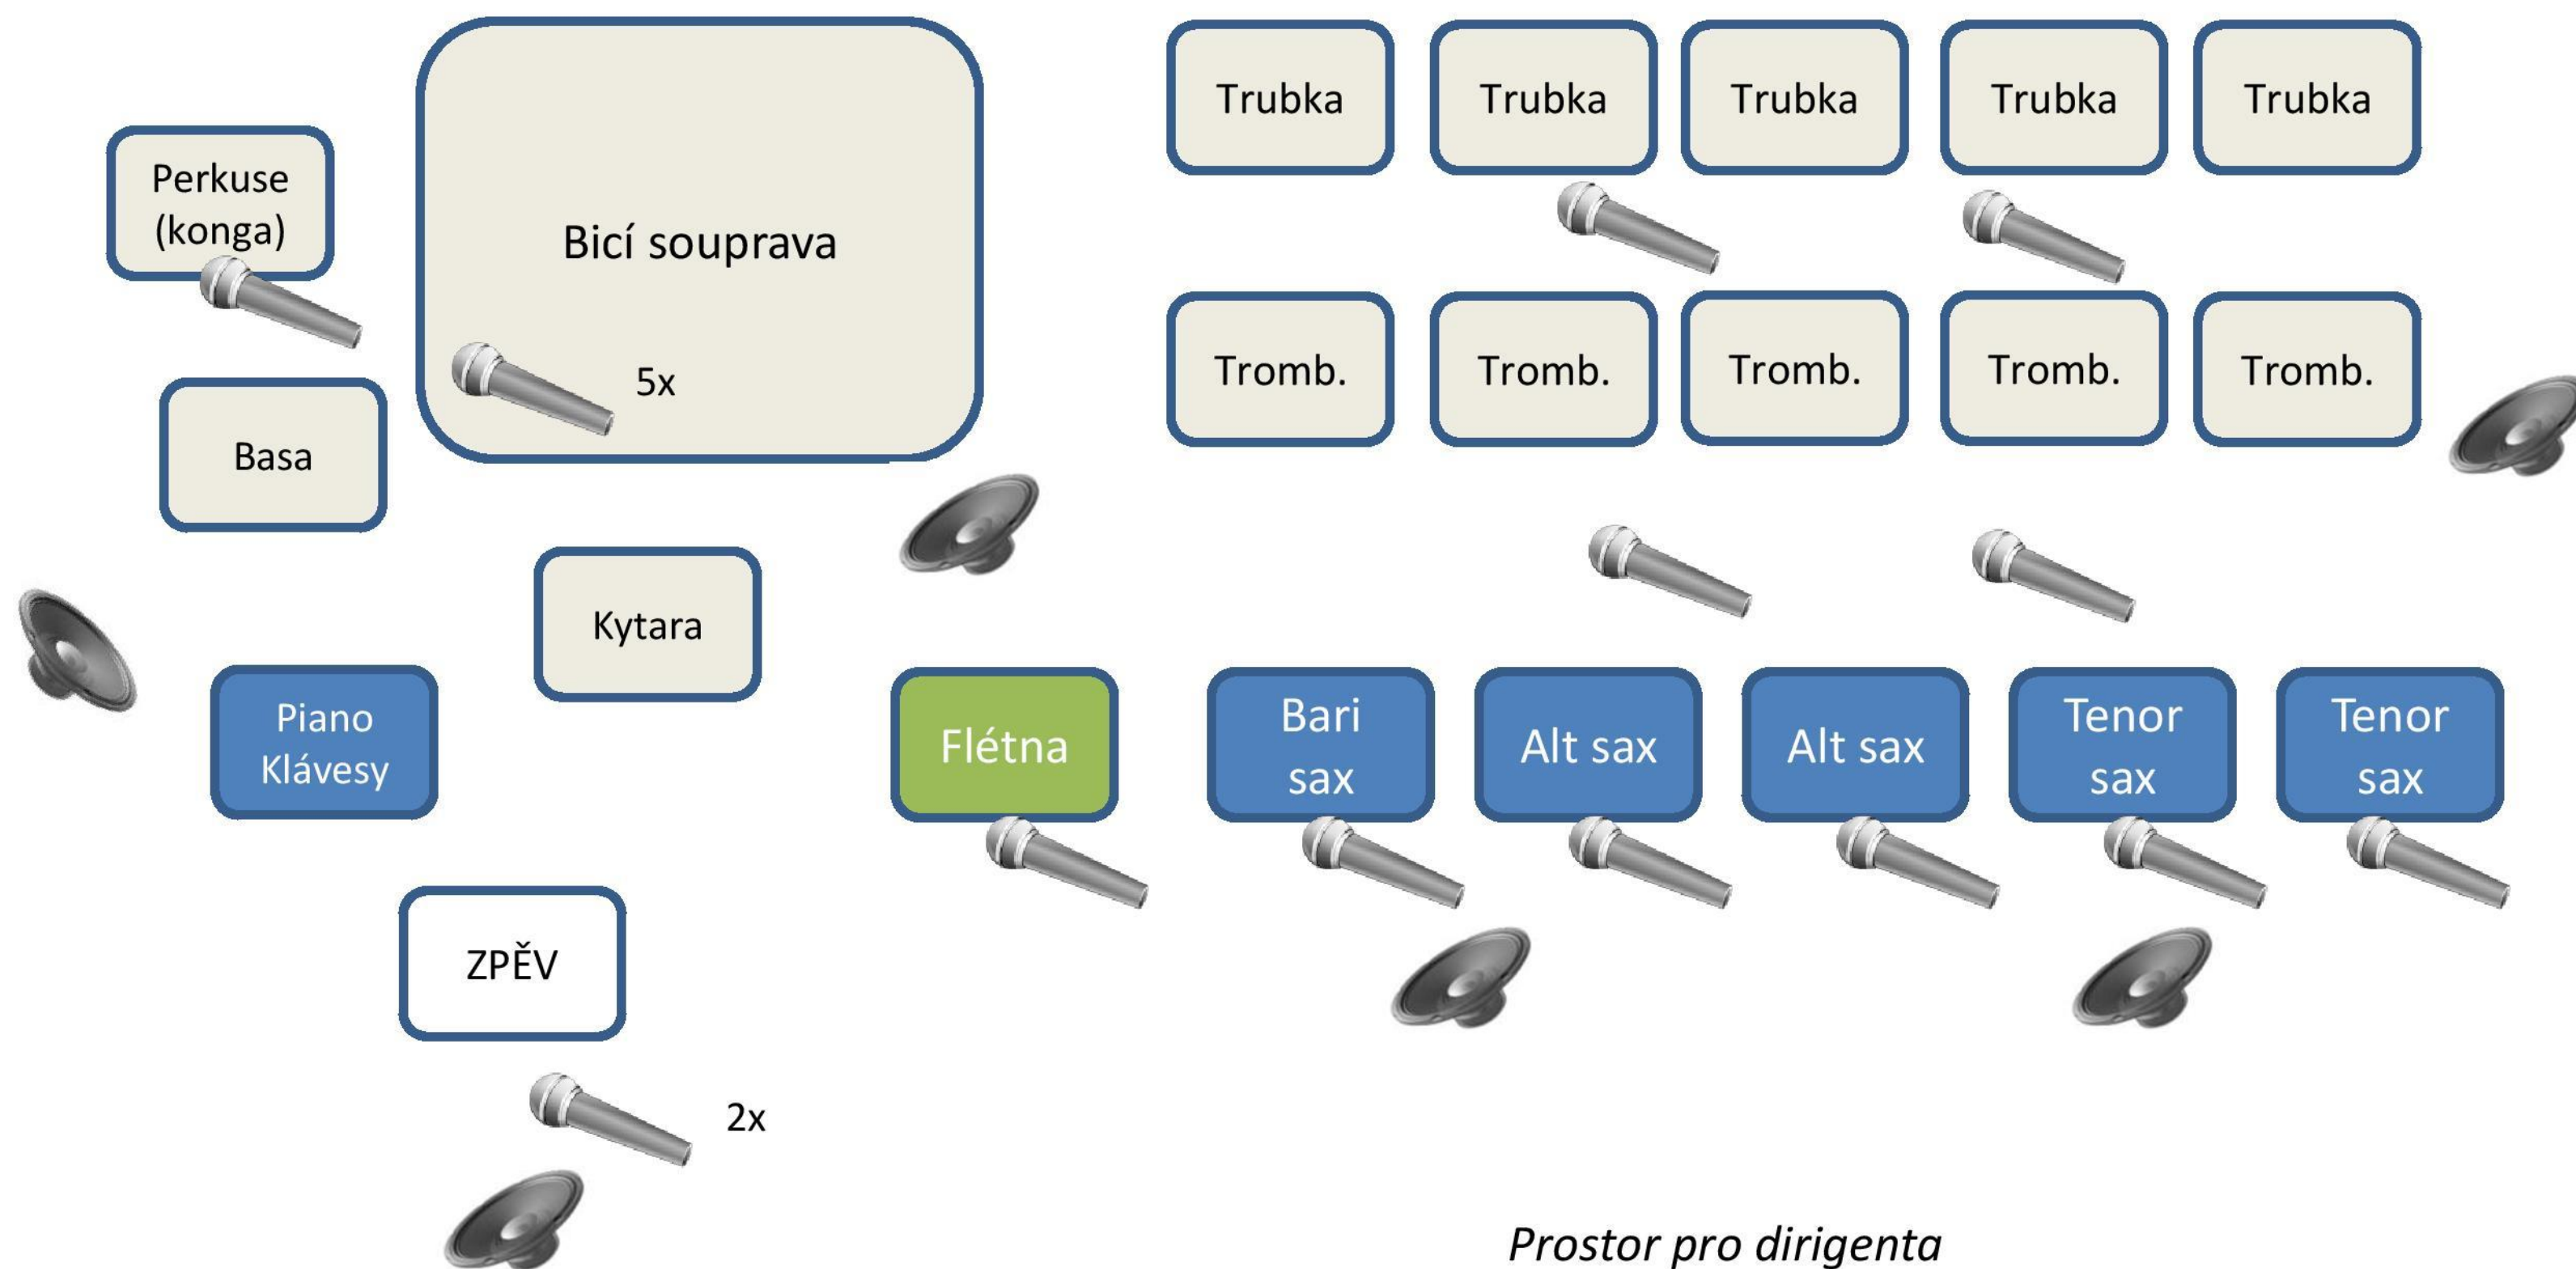 Trubka
Trubka
Trubka
Trubka
Trubka
Perkuse
(konga)
Bicí souprava
5x
Tromb.
Tromb.
Tromb.
Tromb.
Tromb.
Basa
Kytara
Piano
Klávesy
Flétna
Bari
sax
Alt sax
Alt sax
Tenor
sax
Tenor
sax
ZPĚV
2x
Prostor pro dirigenta